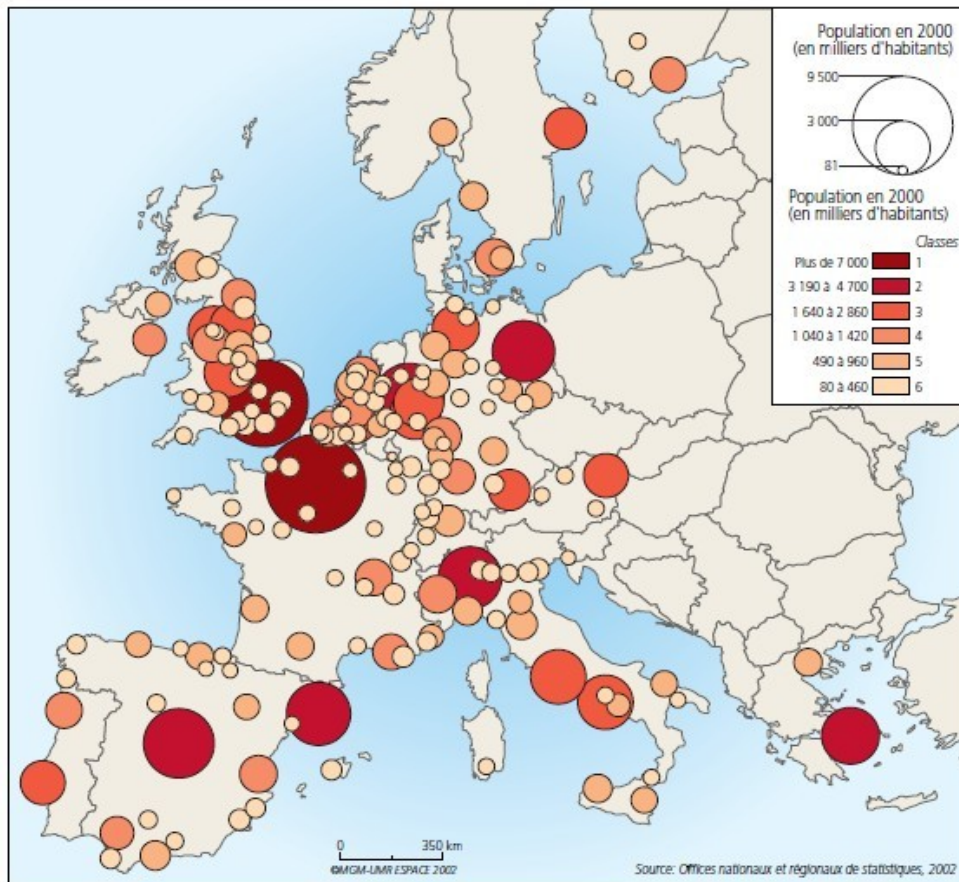 Population en 2000
(en milliers d'habitants)
9 500
3 000
81
Population en 2000
(en milliers d'habitants)
Classes
Plus de 7 000 1
3 190 à 4 700 2
1 640 à 2 860 3
1 040 à 1 420 4
490 à 960 5
80 à 460 6
0 350 km
©MGM-UMR ESPACE 2002
Source: Offices nationaux et régionaux de statistiques, 2002